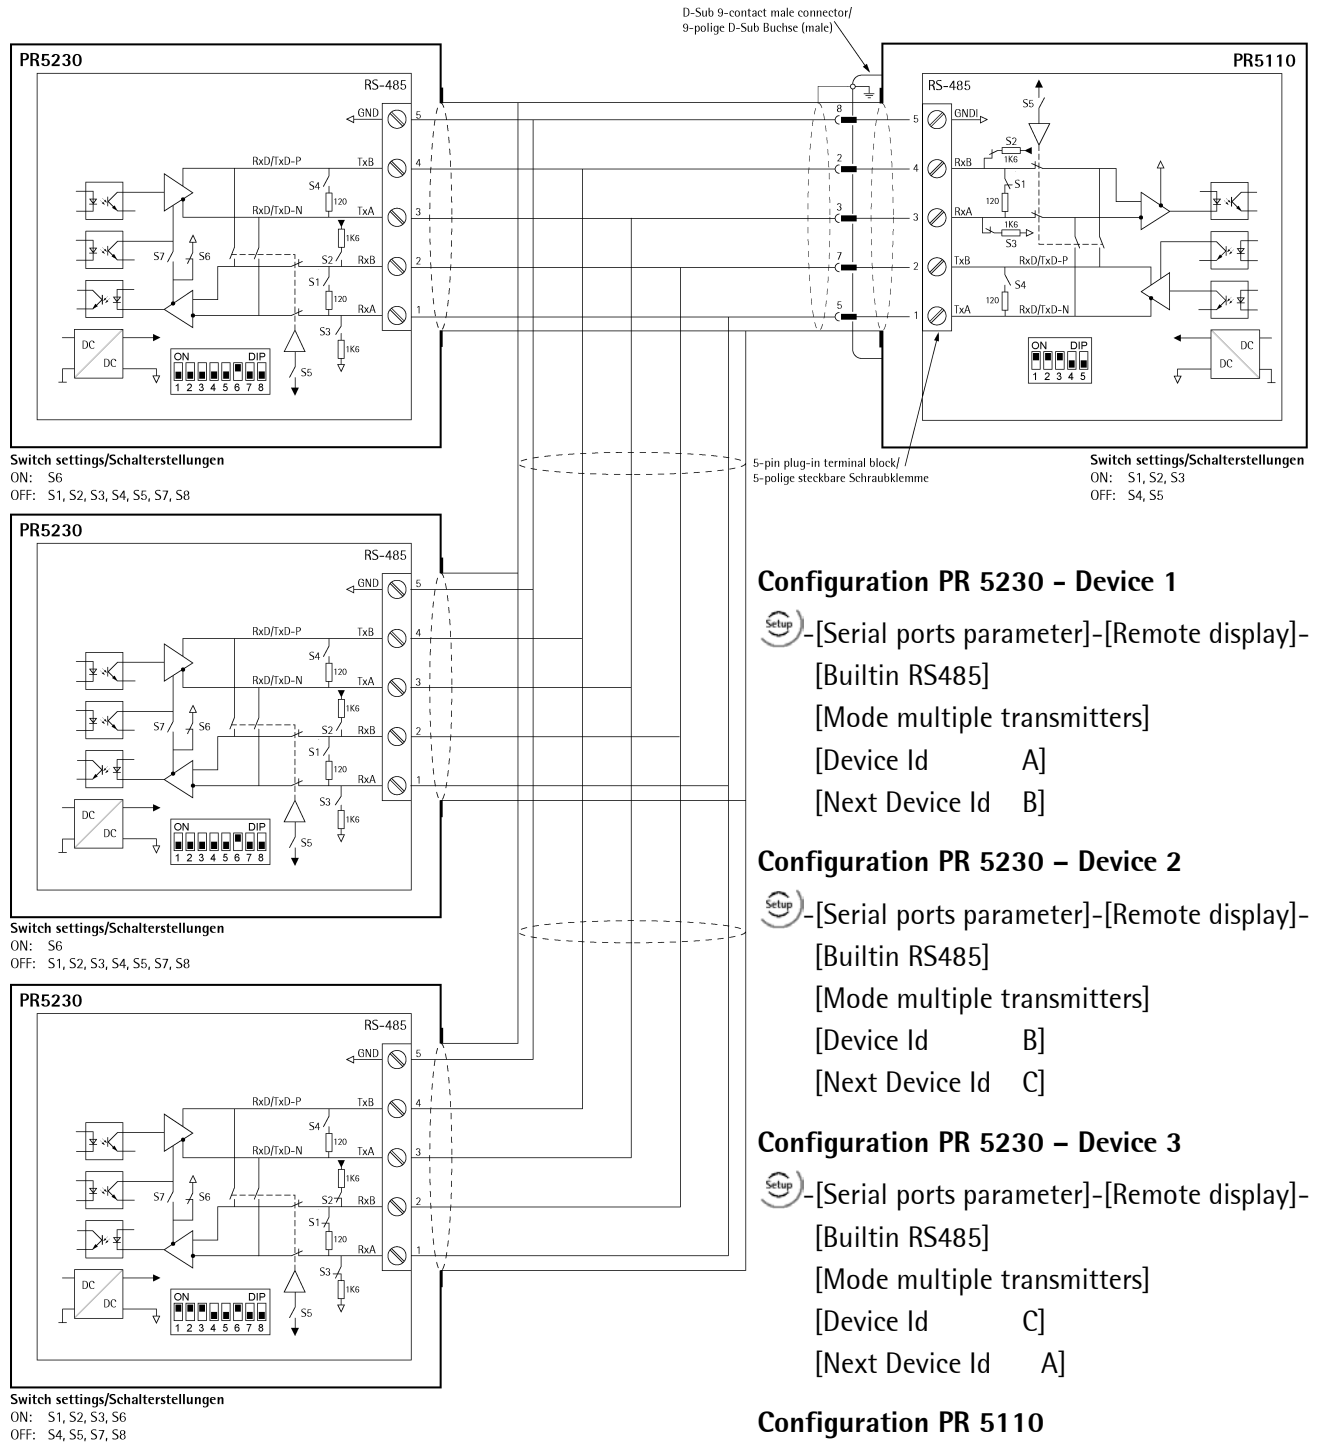 D-Sub 9-contact male connector/
9-polige D-Sub Buchse (male)
PR5230
RS-485
GND
5
RxD/TxD-P
TxB
4
S4
120
RxD/TxD-N
TxA
3
1K6
S7
S6
S2
RxB
2
S1
120
RxA
1
S3
1K6
DC
DC
ON DIP
1 2 3 4 5 6 7 8
S5
8
2
3
7
5
PR5110
RS-485
5
GNDI
S5
S2
1K6
4
RxB
S1
120
3
RxA
1K6
S3
2
TxB
RxD/TxD-P
S4
120
1
TxA
RxD/TxD-N
ON DIP
1 2 3 4 5
DC
DC
Switch settings/Schalterstellungen
ON: S6
OFF: S1, S2, S3, S4, S5, S7, S8
5-pin plug-in terminal block/
5-polige steckbare Schraubklemme
Switch settings/Schalterstellungen
ON: S1, S2, S3
OFF: S4, S5
PR5230
RS-485
GND
5
RxD/TxD-P
TxB
4
S4
120
RxD/TxD-N
TxA
3
1K6
S7
S6
S2
RxB
2
S1
120
RxA
1
S3
1K6
DC
DC
ON DIP
1 2 3 4 5 6 7 8
S5
Switch settings/Schalterstellungen
ON: S6
OFF: S1, S2, S3, S4, S5, S7, S8
PR5230
RS-485
GND
5
RxD/TxD-P
TxB
4
S4
120
RxD/TxD-N
TxA
3
1K6
S7
S6
S2
RxB
2
S1
120
RxA
1
S3
1K6
DC
DC
ON DIP
1 2 3 4 5 6 7 8
S5
Switch settings/Schalterstellungen
ON: S1, S2, S3, S6
OFF: S4, S5, S7, S8
Configuration PR 5230 - Device 1
Setup -[Serial ports parameter]-[Remote display]-
[Builtin RS485]
[Mode multiple transmitters]
[Device Id A]
[Next Device Id B]
Configuration PR 5230 – Device 2
Setup -[Serial ports parameter]-[Remote display]-
[Builtin RS485]
[Mode multiple transmitters]
[Device Id B]
[Next Device Id C]
Configuration PR 5230 – Device 3
Setup -[Serial ports parameter]-[Remote display]-
[Builtin RS485]
[Mode multiple transmitters]
[Device Id C]
[Next Device Id A]
Configuration PR 5110